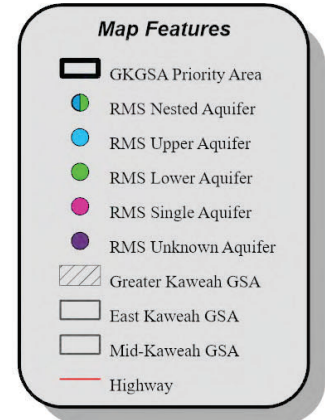 Map Features
GKGSA Priority Area
RMS Nested Aquifer
RMS Upper Aquifer
RMS Lower Aquifer
RMS Single Aquifer
RMS Unknown Aquifer
Greater Kaweah GSA
East Kaweah GSA
Mid-Kaweah GSA
Highway